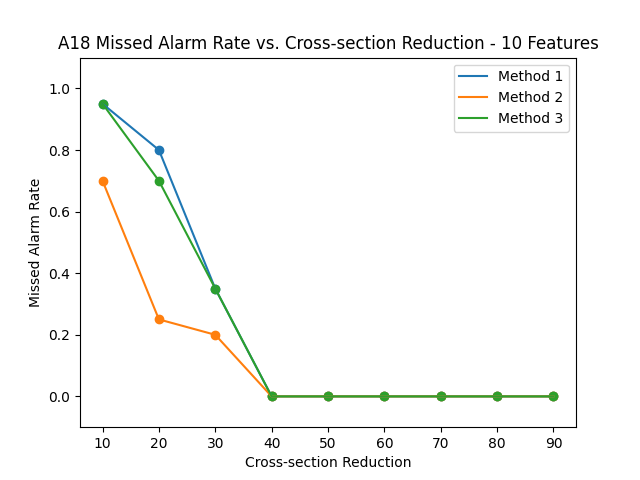 A18 Missed Alarm Rate vs. Cross-section Reduction - 10 Features
Method 1
Method 2
Method 3
Missed Alarm Rate
1.0
0.8
0.6
0.4
0.2
0.0
10 20 30 40 50 60 70 80 90
Cross-section Reduction